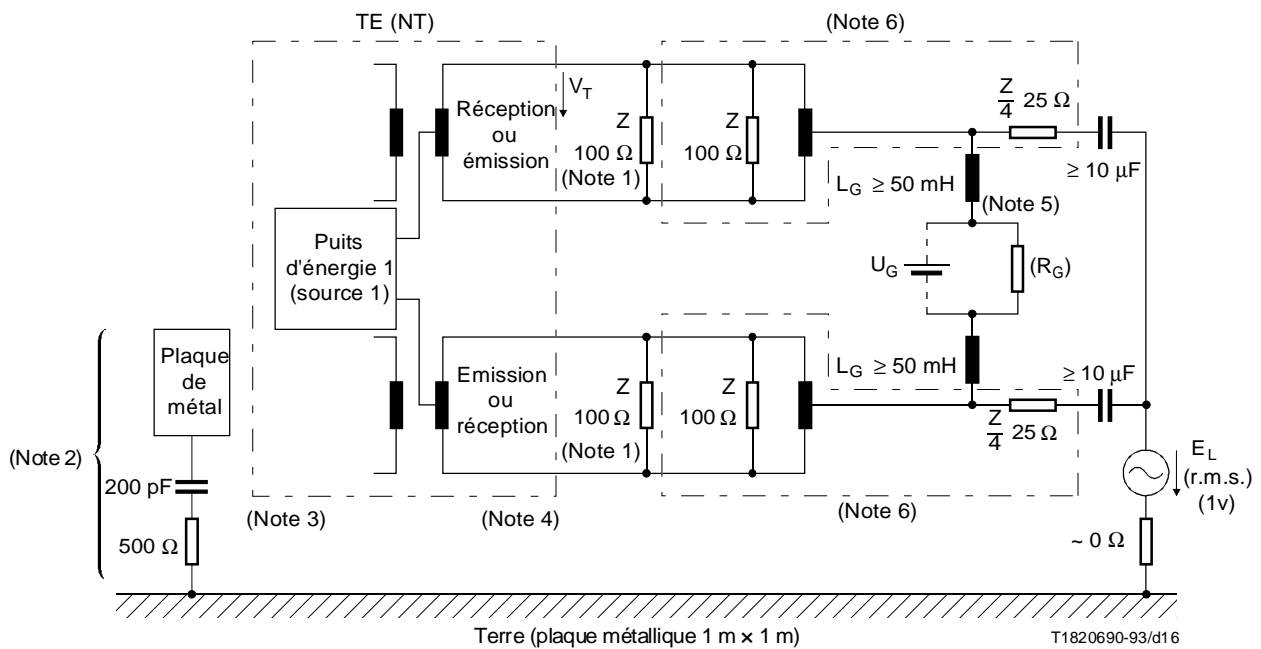 TE (NT)
(Note 6)
V_T
Réception
ou
émission
Z
100 Ω
(Note 1)
Z
100 Ω
Z/4 25 Ω
≥ 10 μF
L_G ≥ 50 mH
(Note 5)
Puits
d'énergie 1
(source 1)
U_G
(R_G)
Plaque
de
métal
(Note 2)
200 pF
500 Ω
Emission
ou
réception
Z
100 Ω
(Note 1)
Z
100 Ω
L_G ≥ 50 mH
≥ 10 μF
Z/4 25 Ω
E_L
(r.m.s.)
(1v)
~ 0 Ω
(Note 3)
(Note 4)
(Note 6)
Terre (plaque métallique 1 m × 1 m)
T1820690-93/d16